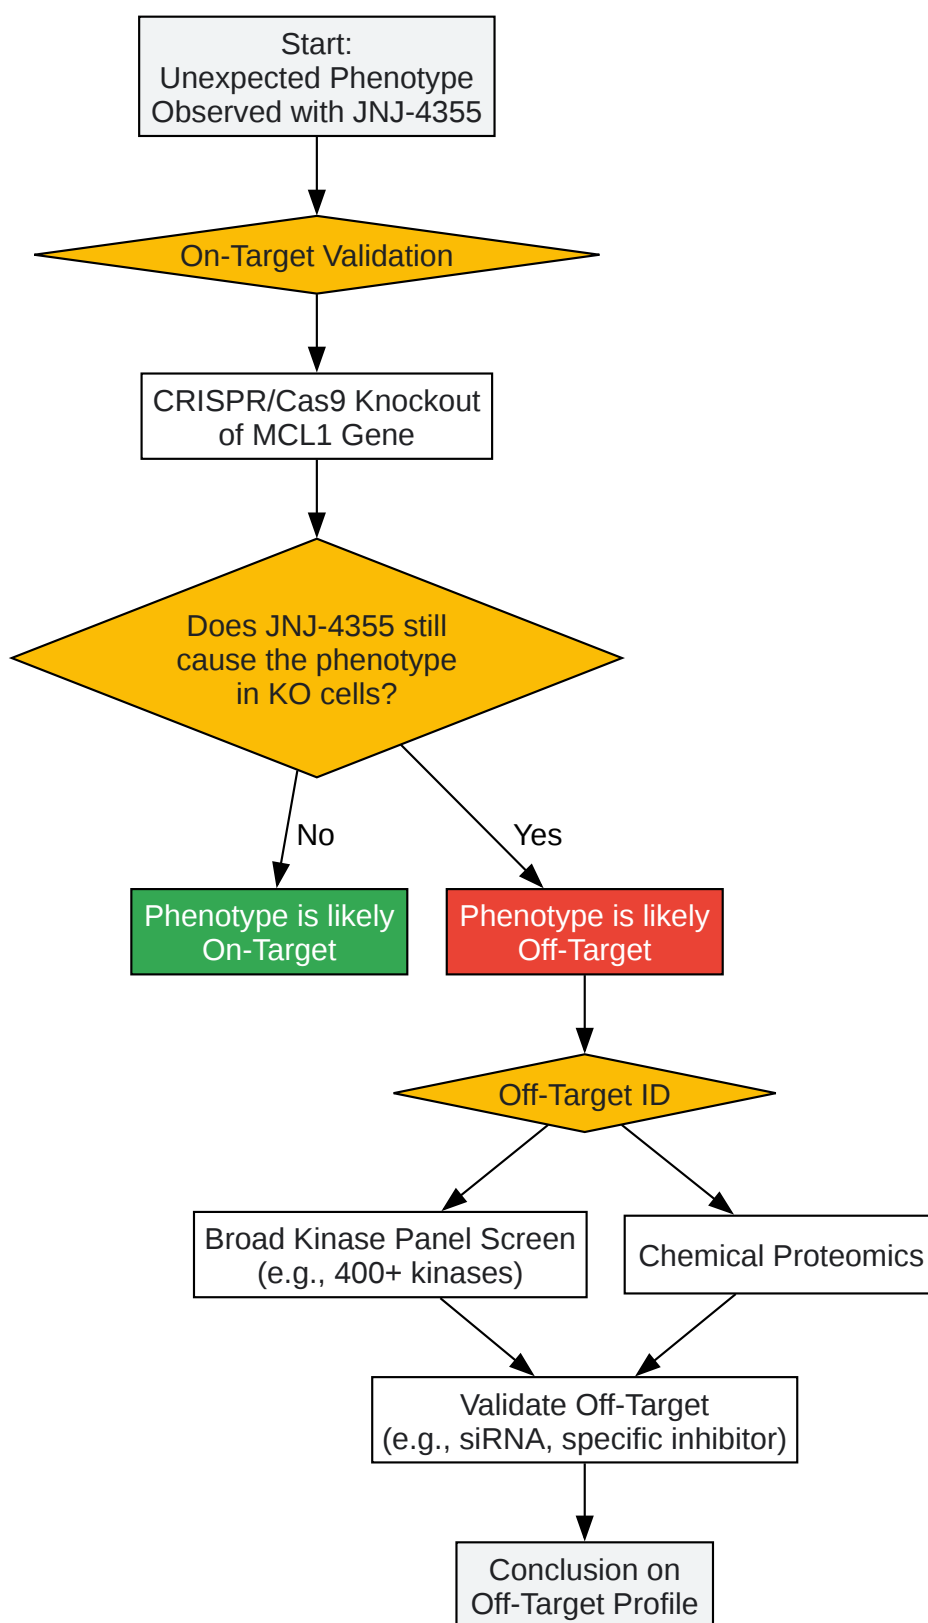 Start:
Unexpected Phenotype
Observed with JNJ-4355
On-Target Validation
CRISPR/Cas9 Knockout
of MCL1 Gene
Does JNJ-4355 still
cause the phenotype
in KO cells?
No
Yes
Phenotype is likely
On-Target
Phenotype is likely
Off-Target
Off-Target ID
Broad Kinase Panel Screen
(e.g., 400+ kinases)
Chemical Proteomics
Validate Off-Target
(e.g., siRNA, specific inhibitor)
Conclusion on
Off-Target Profile